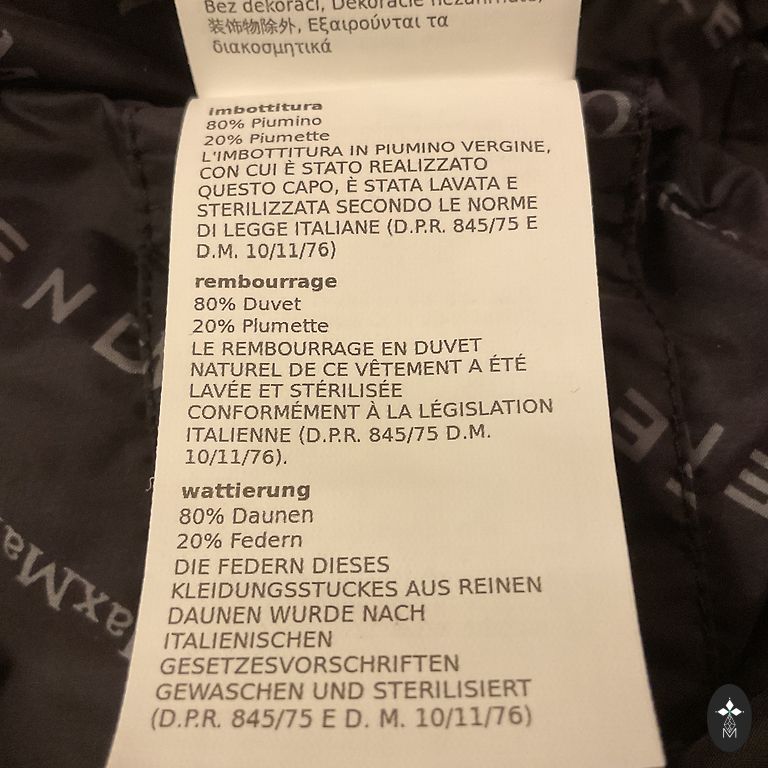 Bez dekorací, Dekorácie nezahrnuté,
装饰物除外, Εξαιρούνται τα
διακοσμητικά
imbottitura
80% Piumino
20% Piumette
L'IMBOTTITURA IN PIUMINO VERGINE,
CON CUI È STATO REALIZZATO
QUESTO CAPO, È STATA LAVATA E
STERILIZZATA SECONDO LE NORME
DI LEGGE ITALIANE (D.P.R. 845/75 E
D.M. 10/11/76)
rembourrage
80% Duvet
20% Plumette
LE REMBOURRAGE EN DUVET
NATUREL DE CE VÊTEMENT A ÉTÉ
LAVÉE ET STÉRILISÉE
CONFORMÉMENT À LA LÉGISLATION
ITALIENNE (D.P.R. 845/75 D.M.
10/11/76).
wattierung
80% Daunen
20% Federn
DIE FEDERN DIESES
KLEIDUNGSSTUCKES AUS REINEN
DAUNEN WURDE NACH
ITALIENISCHEN
GESETZESVORSCHRIFTEN
GEWASCHEN UND STERILISIERT
(D.P.R. 845/75 E D. M. 10/11/76)
MaxMa
M